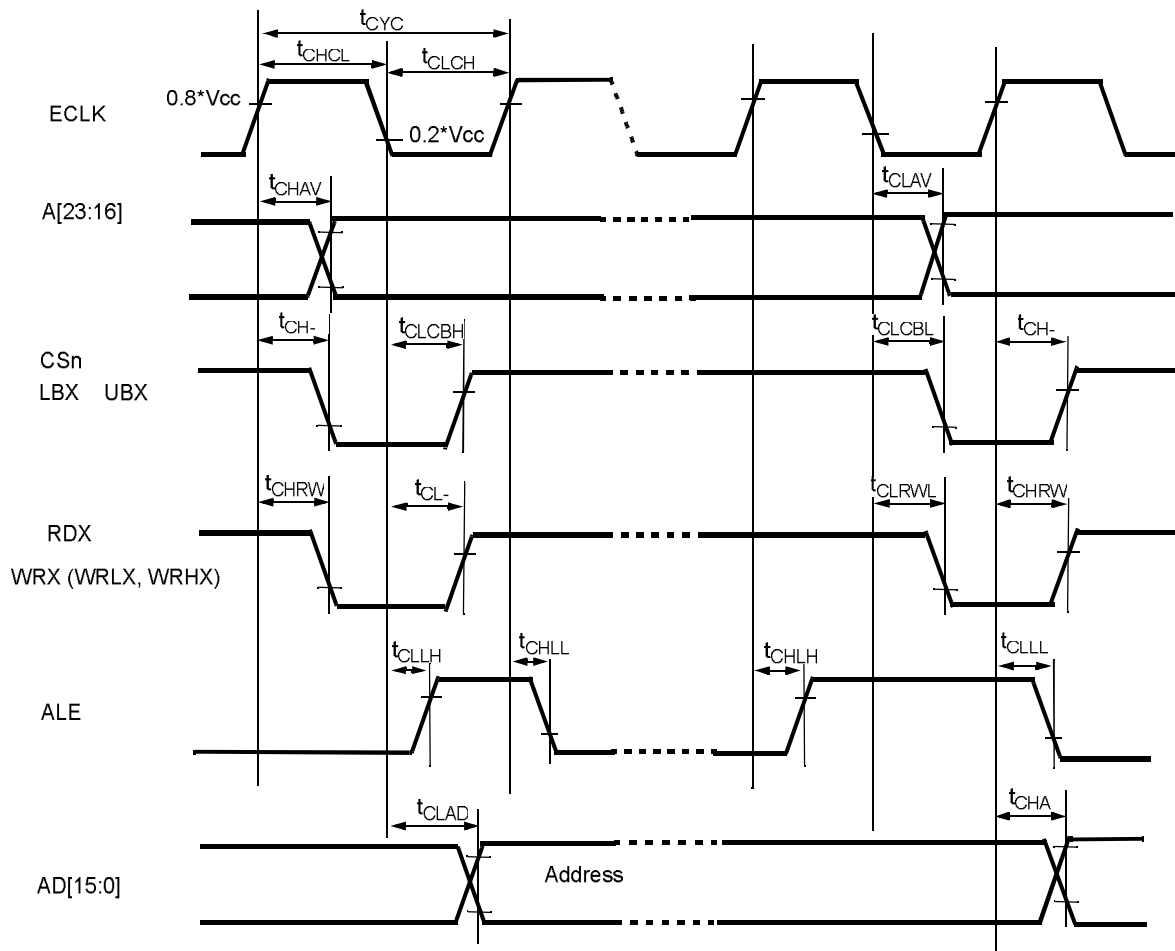 tCYC
tCHCL
tCLCH
0.8*Vcc
ECLK
0.2*Vcc
tCHAV
tCLAV
A[23:16]
tCH-
tCLCBH
tCLCBL
tCH-
CSn
LBX UBX
tCHRW
tCL-
tCLRWL
tCHRW
RDX
WRX (WRLX, WRHX)
tCLLH
tCHLL
tCHLH
tCLLL
ALE
tCLAD
tCHA
Address
AD[15:0]